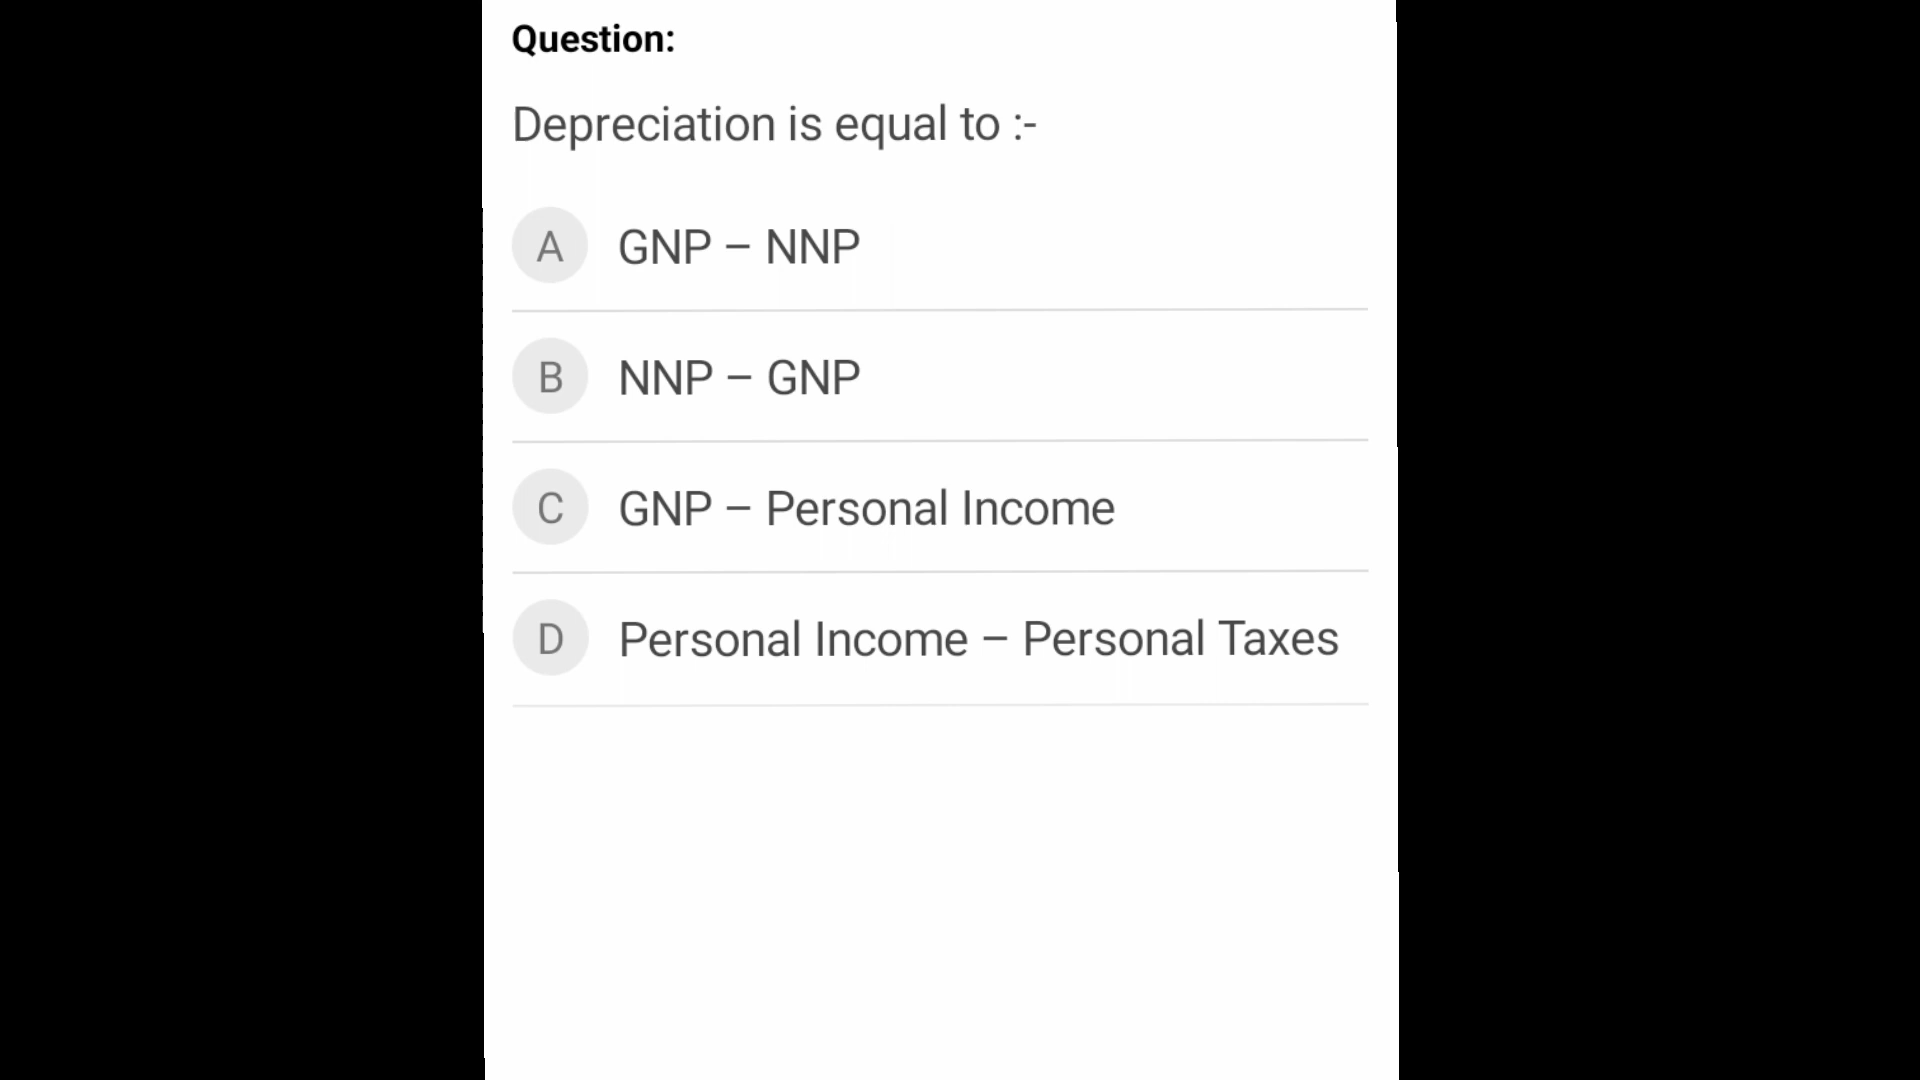 Question:
Depreciation is equal to :-
A GNP – NNP
B NNP – GNP
C GNP – Personal Income
D Personal Income – Personal Taxes